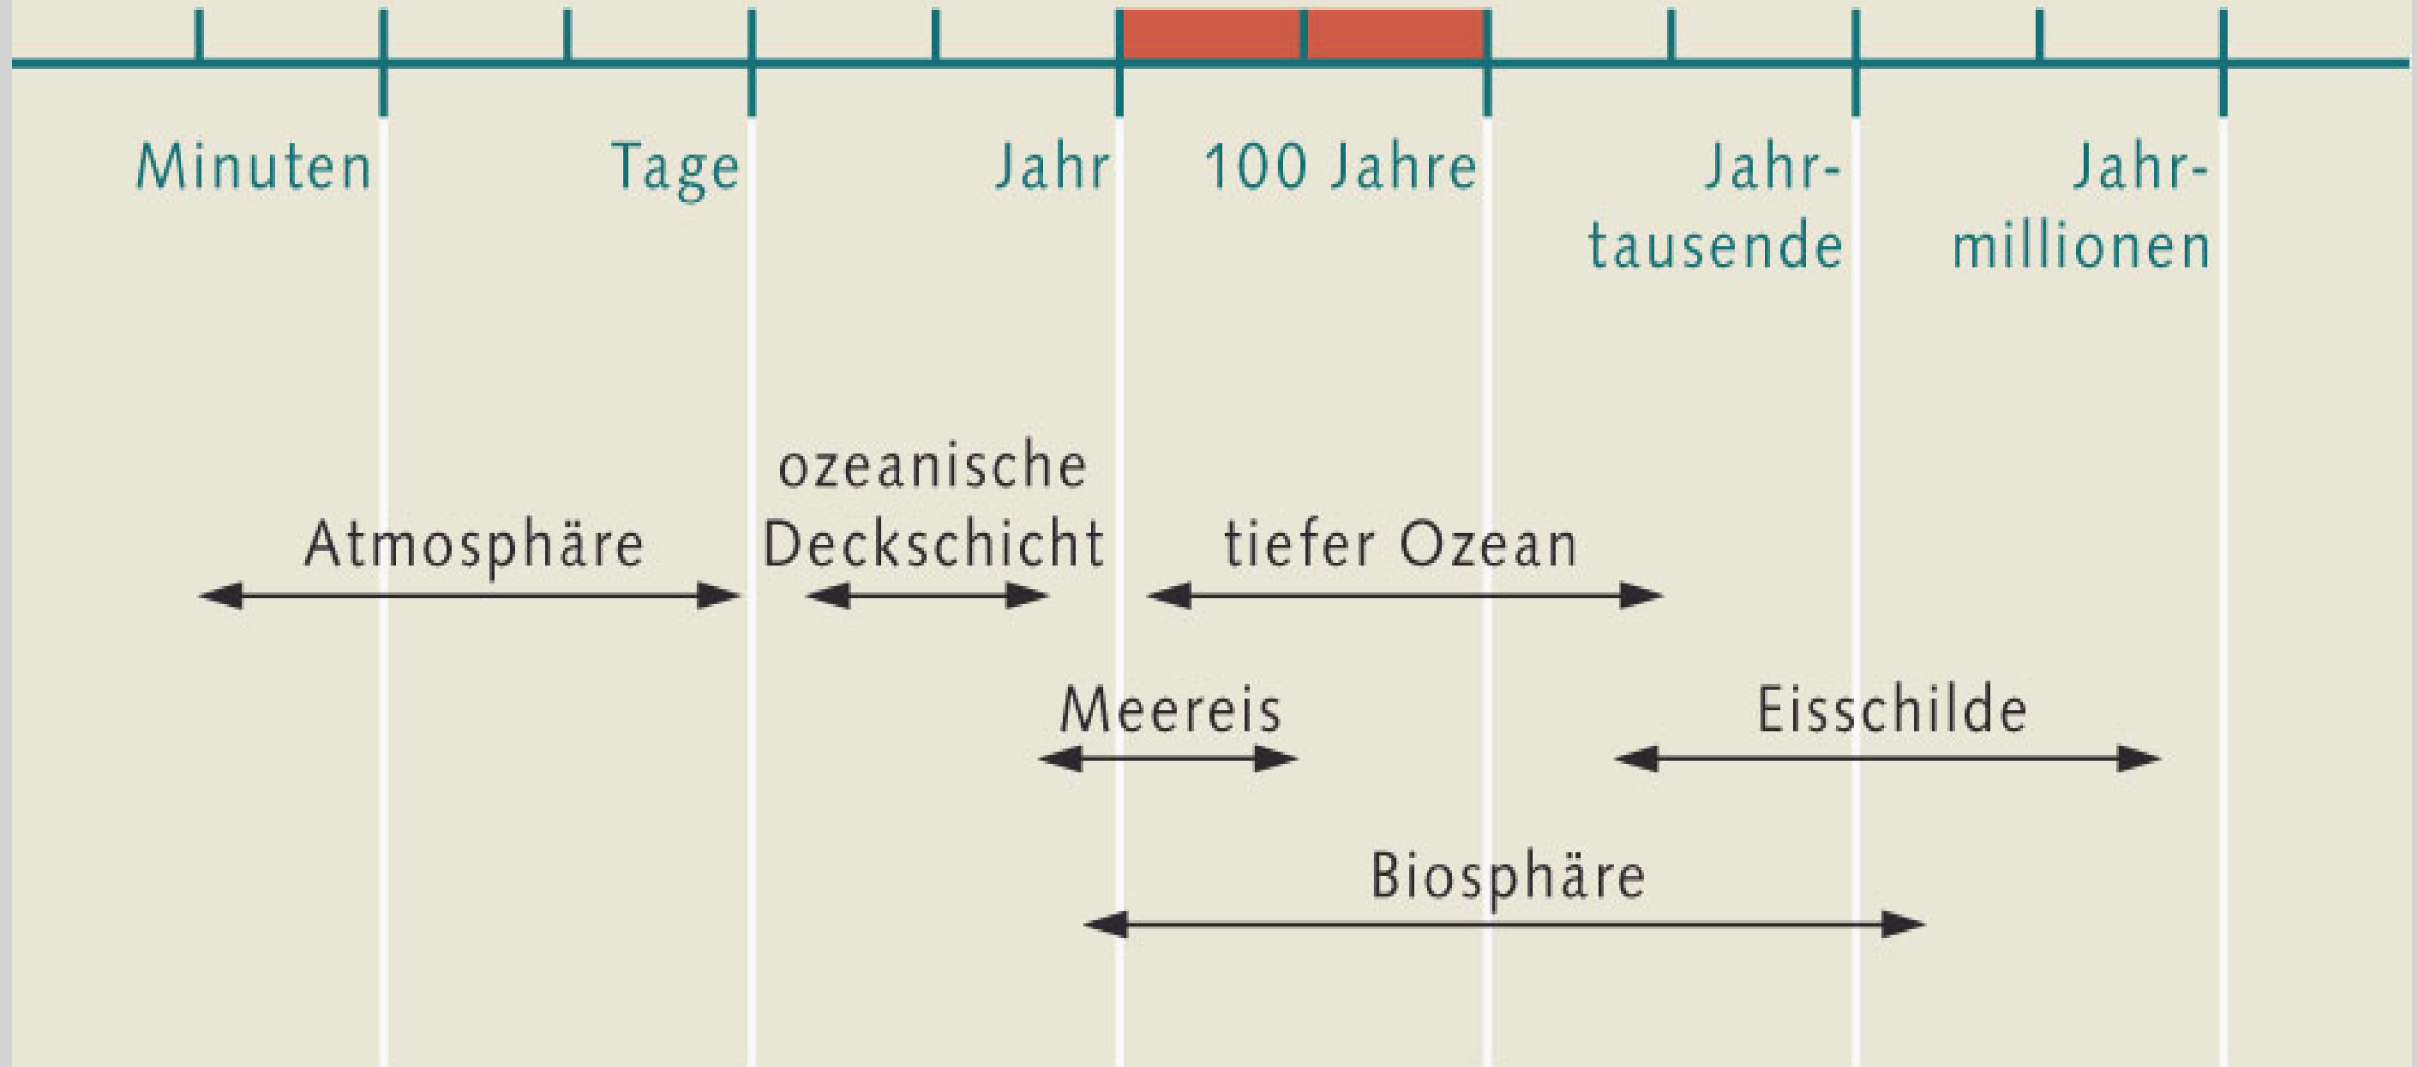 Minuten
Tage
Jahr
100 Jahre
Jahr-
tausende
Jahr-
millionen
Atmosphäre
ozeanische
Deckschicht
tiefer Ozean
Meereis
Eisschilde
Biosphäre